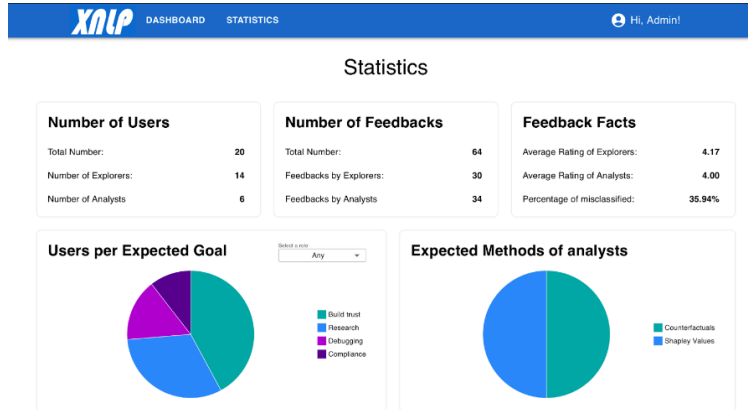 XNLP DASHBOARD STATISTICS Hi, Admin!
Statistics
Number of Users
Total Number: 20
Number of Explorers: 14
Number of Analysts 6
Number of Feedbacks
Total Number: 64
Feedbacks by Explorers: 30
Feedbacks by Analysts 34
Feedback Facts
Average Rating of Explorers: 4.17
Average Rating of Analysts: 4.00
Percentage of misclassified: 35.94%
Users per Expected Goal
Select a role
Any
Build trust
Research
Debugging
Compliance
Expected Methods of analysts
Counterfactuals
Shapley Values